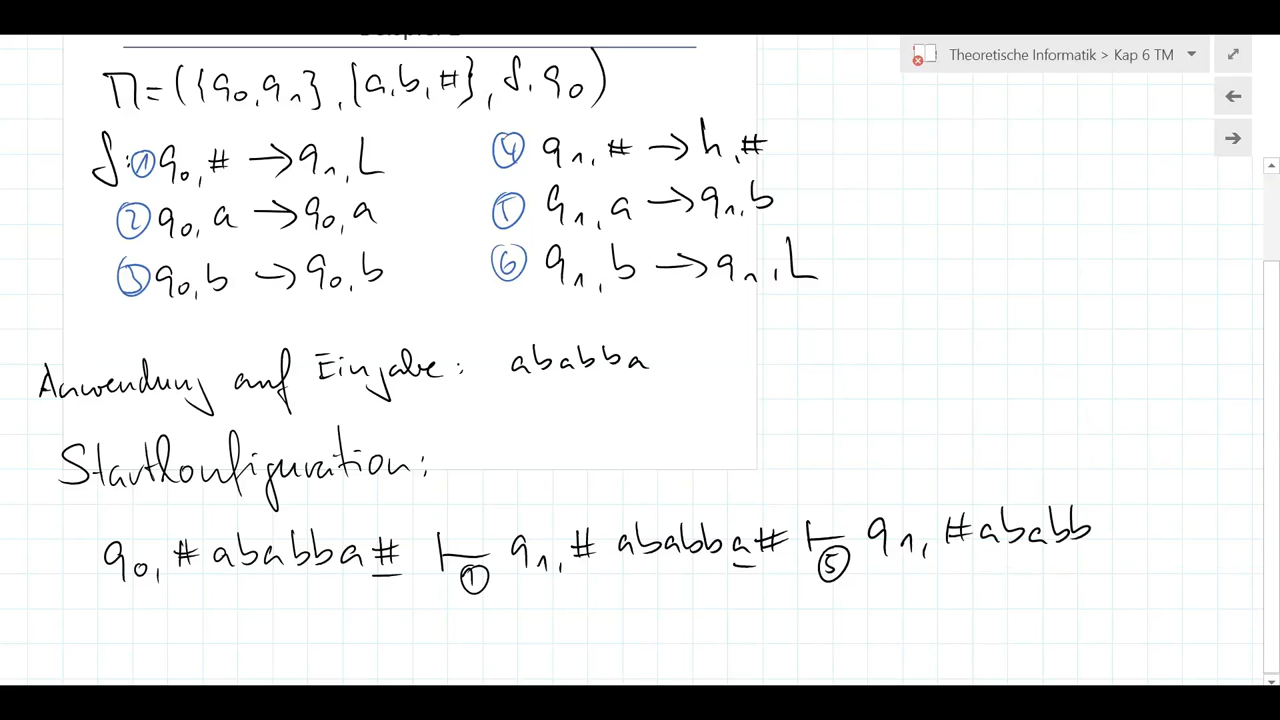 Theoretische Informatik > Kap 6 TM
M = ({q₀, q₁}, {a, b, #}, δ, q₀)
δ: ① q₀, # → q₁, L ④ q₁, # → h, #
② q₀, a → q₀, a ⑤ q₁, a → q₁, b
③ q₀, b → q₀, b ⑥ q₁, b → q₁, L
Anwendung auf Eingabe: ababba
Startkonfiguration:
q₀, #ababba# ⊢① q₁, #ababba# ⊢⑤ q₁, #ababb